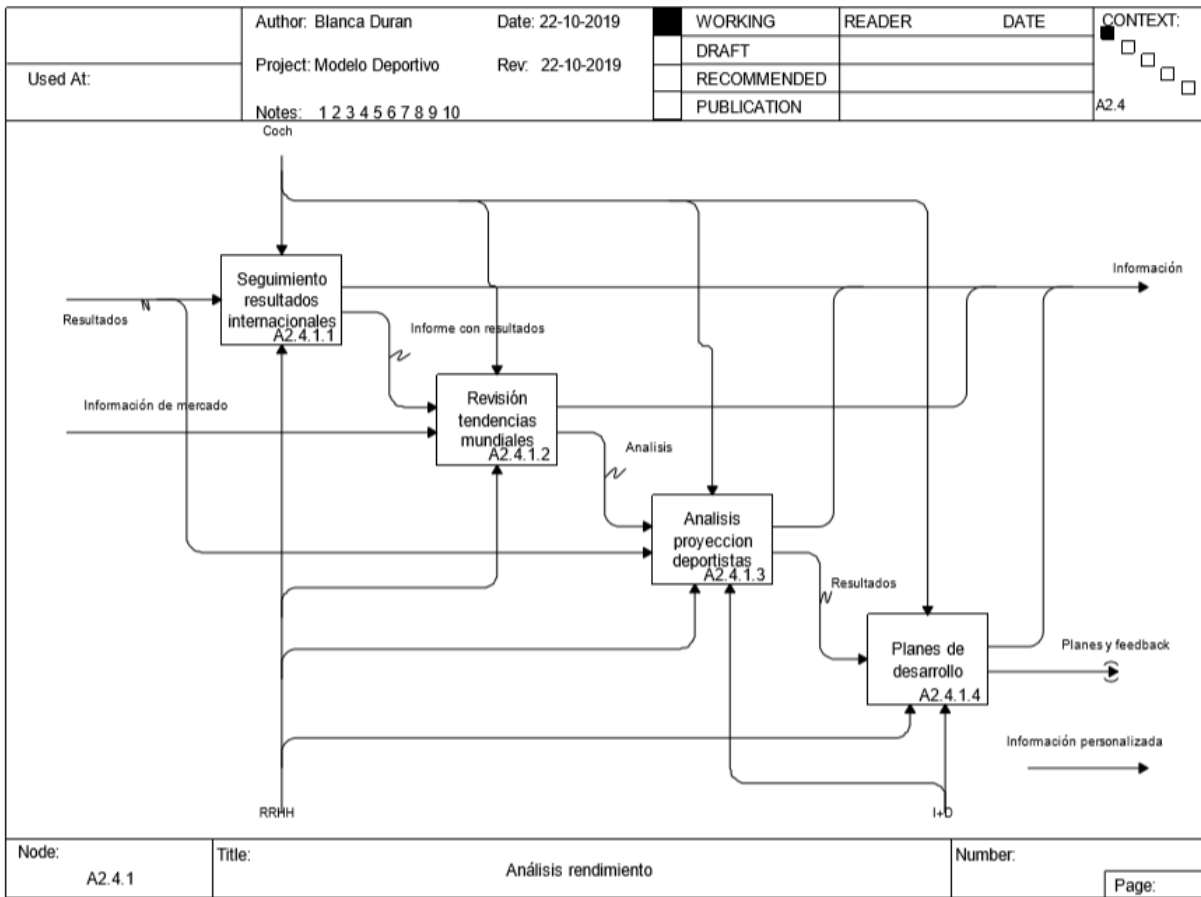 Used At:
Author: Blanca Duran
Date: 22-10-2019
Project: Modelo Deportivo
Rev: 22-10-2019
Notes: 1 2 3 4 5 6 7 8 9 10
WORKING
DRAFT
RECOMMENDED
PUBLICATION
READER
DATE
CONTEXT:
A2.4
Coch
Seguimiento
resultados
internacionales
A2.4.1.1
Información
N
Resultados
Informe con resultados
Información de mercado
Revisión
tendencias
mundiales
A2.4.1.2
Analisis
Analisis
proyeccion
deportistas
A2.4.1.3
Resultados
Planes de
desarrollo
A2.4.1.4
Planes y feedback
Información personalizada
RRHH
I+D
Node:
A2.4.1
Title:
Análisis rendimiento
Number:
Page: